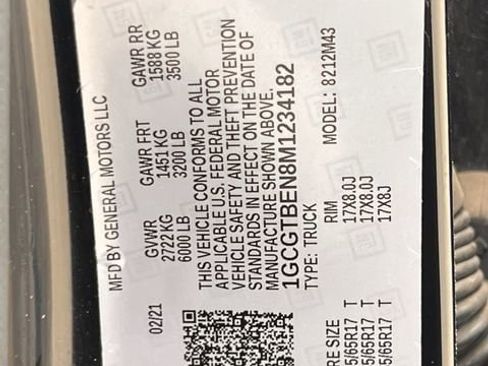 MFD BY GENERAL MOTORS LLC
02/21 GVWR GAWR FRT GAWR RR
2722 KG 1451 KG 1588 KG
6000 LB 3200 LB 3500 LB
THIS VEHICLE CONFORMS TO ALL
APPLICABLE U.S. FEDERAL MOTOR
VEHICLE SAFETY AND THEFT PREVENTION
STANDARDS IN EFFECT ON THE DATE OF
MANUFACTURE SHOWN ABOVE.
1GCGTBEN8M1234182
TYPE: TRUCK MODEL: 8212M43
RE SIZE RIM
5/65R17 T 17X8.0J
5/65R17 T 17X8.0J
5/65R17 T 17X8J